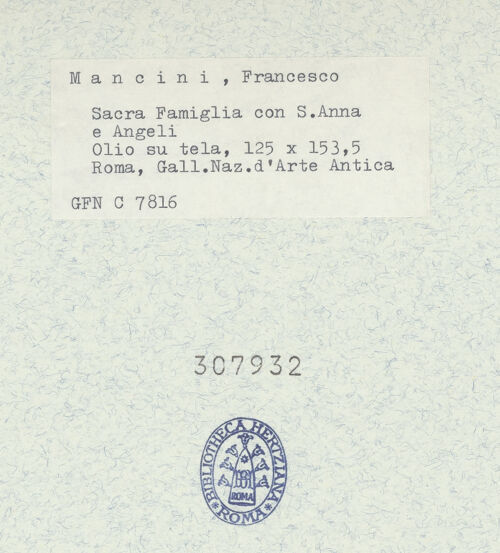 Mancini, Francesco
Sacra Famiglia con S.Anna
e Angeli
Olio su tela, 125 x 153,5
Roma, Gall.Naz.d'Arte Antica
GFN C 7816
307932
BIBLIOTHECA HERTZIANA
ROMA
* ROMA *